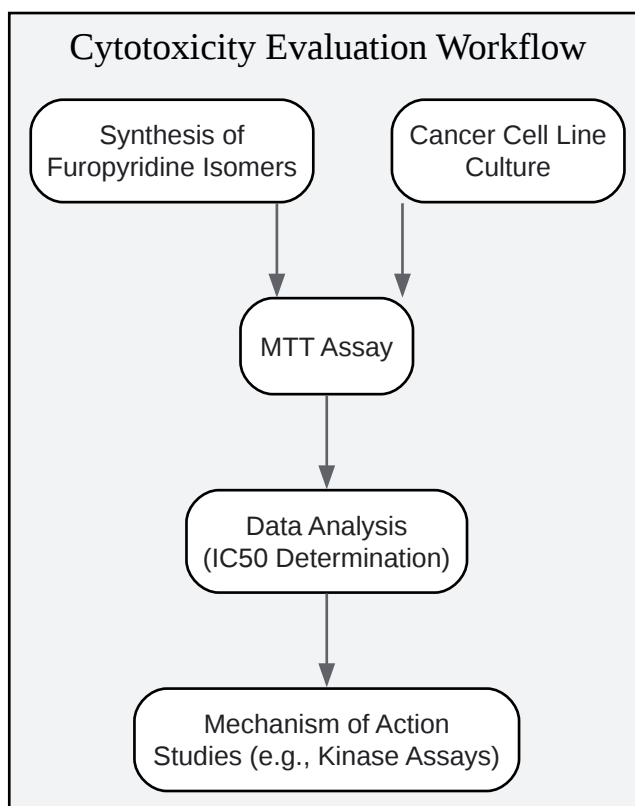 Cytotoxicity Evaluation Workflow
Synthesis of
Furopyridine Isomers
Cancer Cell Line
Culture
MTT Assay
Data Analysis
(IC50 Determination)
Mechanism of Action
Studies (e.g., Kinase Assays)